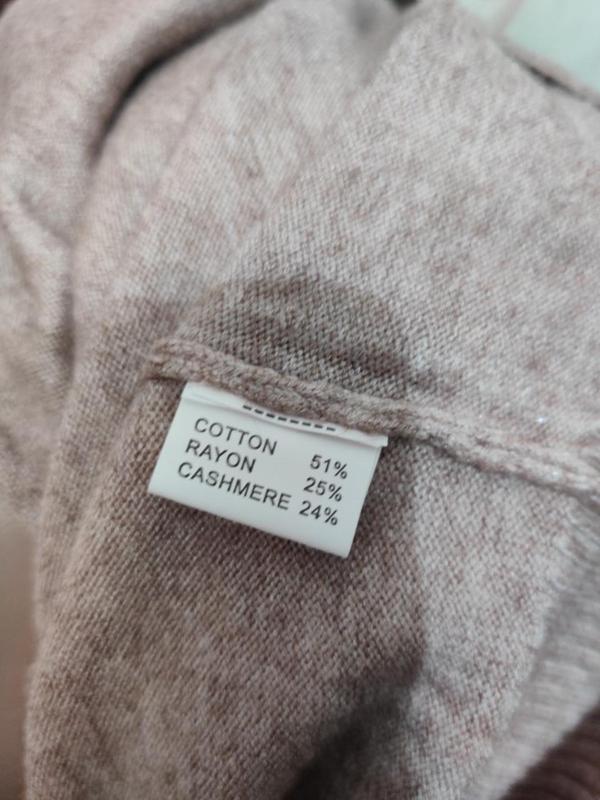 COTTON 51%
RAYON 25%
CASHMERE 24%